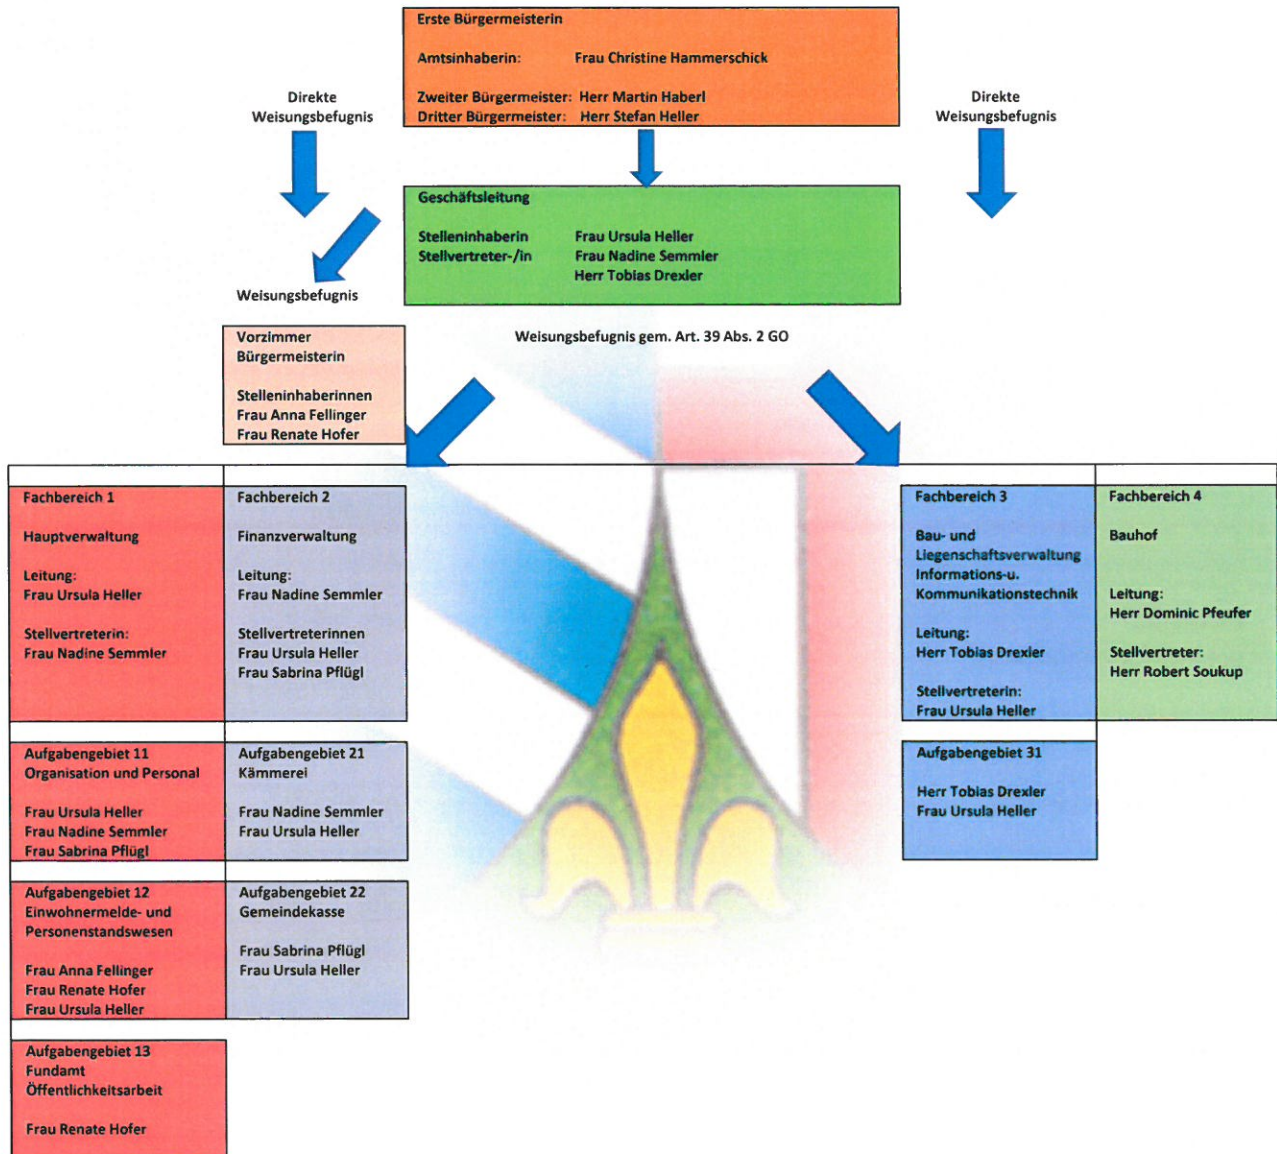 Erste Bürgermeisterin
Amtsinhaberin: Frau Christine Hammerschick
Zweiter Bürgermeister: Herr Martin Haberl
Dritter Bürgermeister: Herr Stefan Heller
Direkte
Weisungsbefugnis
Direkte
Weisungsbefugnis
Geschäftsleitung
Stelleninhaberin Frau Ursula Heller
Stellvertreter-/in Frau Nadine Semmler
Herr Tobias Drexler
Weisungsbefugnis
Vorzimmer
Bürgermeisterin
Stelleninhaberinnen
Frau Anna Fellinger
Frau Renate Hofer
Weisungsbefugnis gem. Art. 39 Abs. 2 GO
Fachbereich 1
Hauptverwaltung
Leitung:
Frau Ursula Heller
Stellvertreterin:
Frau Nadine Semmler
Fachbereich 2
Finanzverwaltung
Leitung:
Frau Nadine Semmler
Stellvertreterinnen
Frau Ursula Heller
Frau Sabrina Pflügl
Fachbereich 3
Bau- und
Liegenschaftsverwaltung
Informations-u.
Kommunikationstechnik
Leitung:
Herr Tobias Drexler
Stellvertreterin:
Frau Ursula Heller
Fachbereich 4
Bauhof
Leitung:
Herr Dominic Pfeufer
Stellvertreter:
Herr Robert Soukup
Aufgabengebiet 11
Organisation und Personal
Frau Ursula Heller
Frau Nadine Semmler
Frau Sabrina Pflügl
Aufgabengebiet 21
Kämmerei
Frau Nadine Semmler
Frau Ursula Heller
Aufgabengebiet 31
Herr Tobias Drexler
Frau Ursula Heller
Aufgabengebiet 12
Einwohnermelde- und
Personenstandswesen
Frau Anna Fellinger
Frau Renate Hofer
Frau Ursula Heller
Aufgabengebiet 22
Gemeindekasse
Frau Sabrina Pflügl
Frau Ursula Heller
Aufgabengebiet 13
Fundamt
Öffentlichkeitsarbeit
Frau Renate Hofer